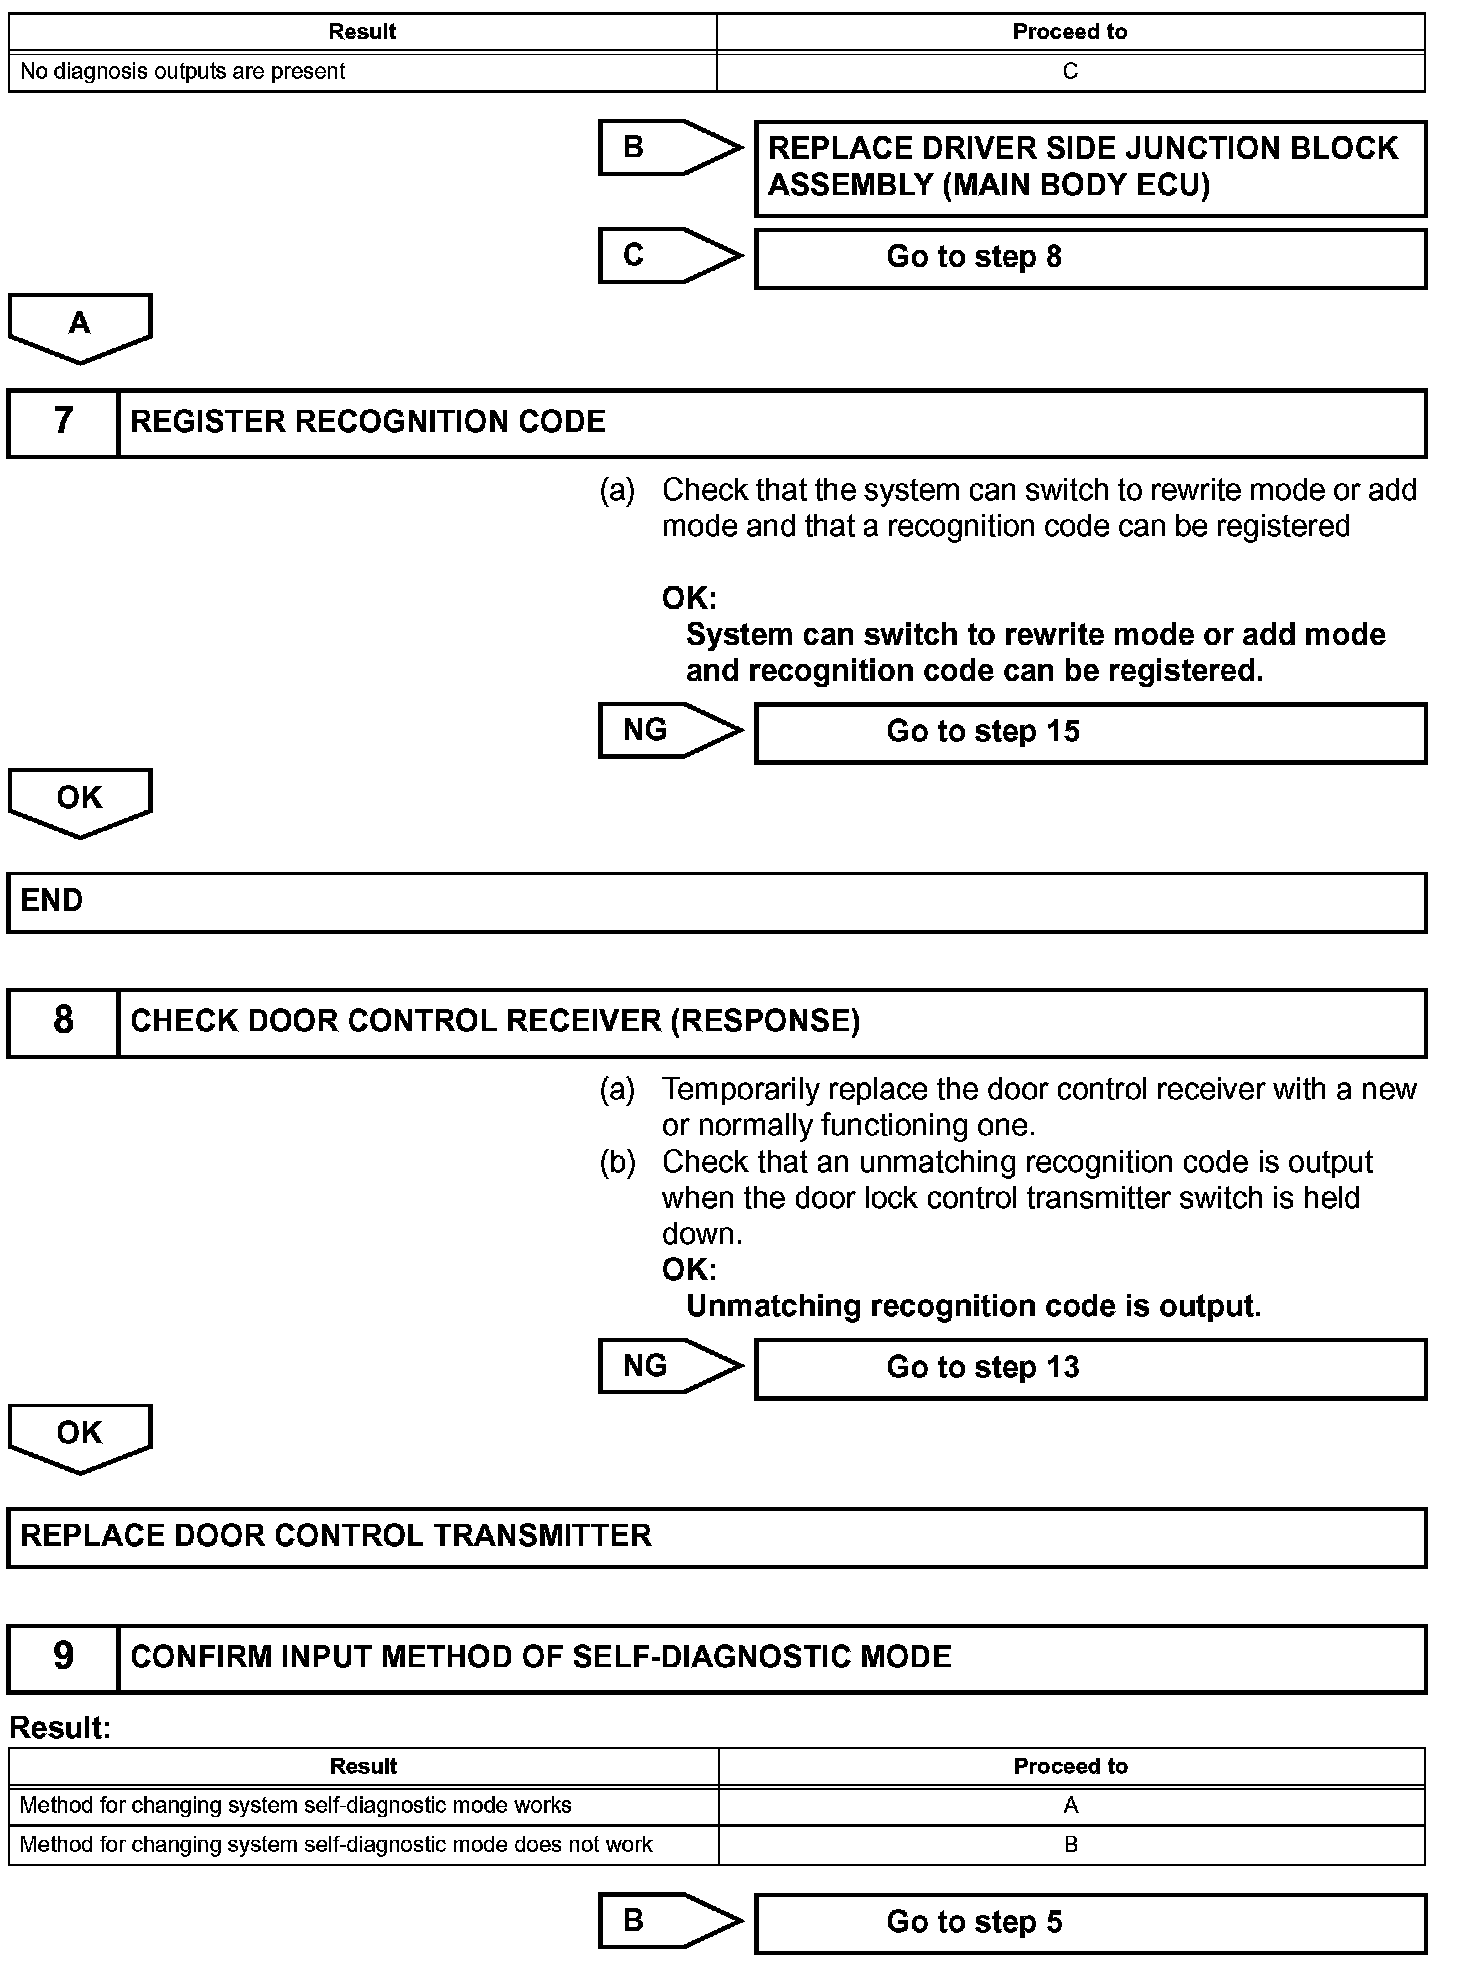 Result Proceed to
No diagnosis outputs are present C
B REPLACE DRIVER SIDE JUNCTION BLOCK
ASSEMBLY (MAIN BODY ECU)
C Go to step 8
A
7 REGISTER RECOGNITION CODE
(a) Check that the system can switch to rewrite mode or add
mode and that a recognition code can be registered
OK:
System can switch to rewrite mode or add mode
and recognition code can be registered.
NG Go to step 15
OK
END
8 CHECK DOOR CONTROL RECEIVER (RESPONSE)
(a) Temporarily replace the door control receiver with a new
or normally functioning one.
(b) Check that an unmatching recognition code is output
when the door lock control transmitter switch is held
down.
OK:
Unmatching recognition code is output.
NG Go to step 13
OK
REPLACE DOOR CONTROL TRANSMITTER
9 CONFIRM INPUT METHOD OF SELF-DIAGNOSTIC MODE
Result:
Result Proceed to
Method for changing system self-diagnostic mode works A
Method for changing system self-diagnostic mode does not work B
B Go to step 5